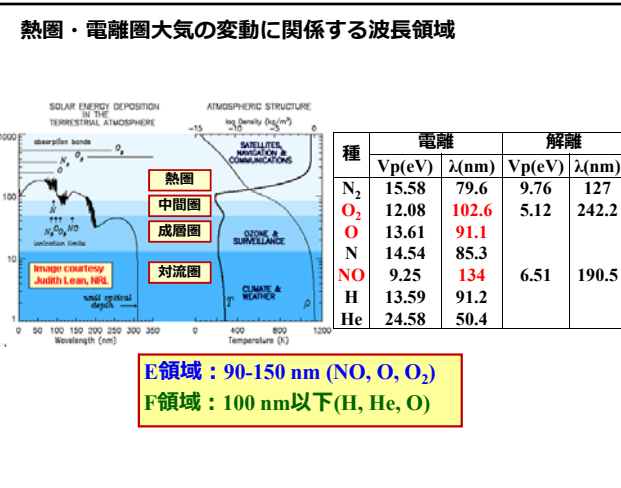 熱圏・電離圏大気の変動に関係する波長領域
SOLAR ENERGY DEPOSITION
IN THE
TERRESTRIAL ATMOSPHERE
ATMOSPHERIC STRUCTURE
log Density (kg/m³)
-15 -10 -5 0
1000
100
10
1
absorption bands
N₂
O
O₂
O₃
N
N₂ O O₂ NO
ionization limits
Image courtesy
Judith Lean, NRL
unit optical
depth
0 50 100 150 200 250 300 350
Wavelength (nm)
熱圏
中間圏
成層圏
対流圏
SATELLITES,
NAVIGATION &
COMMUNICATIONS
OZONE &
SURVEILLANCE
CLIMATE &
WEATHER
T
ρ
0 400 800 1200
Temperature (K)
種 電離 解離
Vp(eV) λ(nm) Vp(eV) λ(nm)
N₂ 15.58 79.6 9.76 127
O₂ 12.08 102.6 5.12 242.2
O 13.61 91.1
N 14.54 85.3
NO 9.25 134 6.51 190.5
H 13.59 91.2
He 24.58 50.4
E領域：90-150 nm (NO, O, O₂)
F領域：100 nm以下(H, He, O)